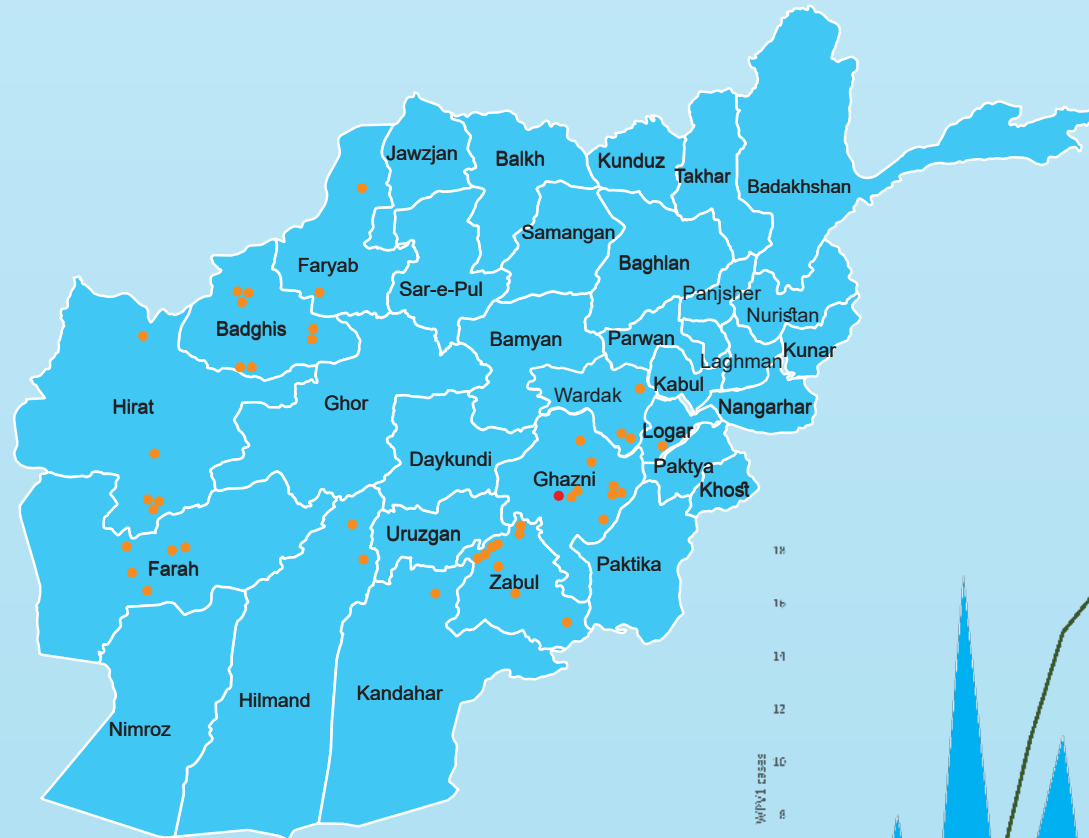 Jawzjan
Balkh
Kunduz
Takhar
Badakhshan
Samangan
Faryab
Baghlan
Sar-e-Pul
Panjsher
Nuristan
Badghis
Bamyan
Parwan
Kunar
Laghman
Kabul
Wardak
Hirat
Ghor
Nangarhar
Logar
Daykundi
Paktya
Ghazni
Khost
Uruzgan
Farah
Zabul
Paktika
Hilmand
Kandahar
Nimroz
18
16
14
12
10
8
WPV1 cases